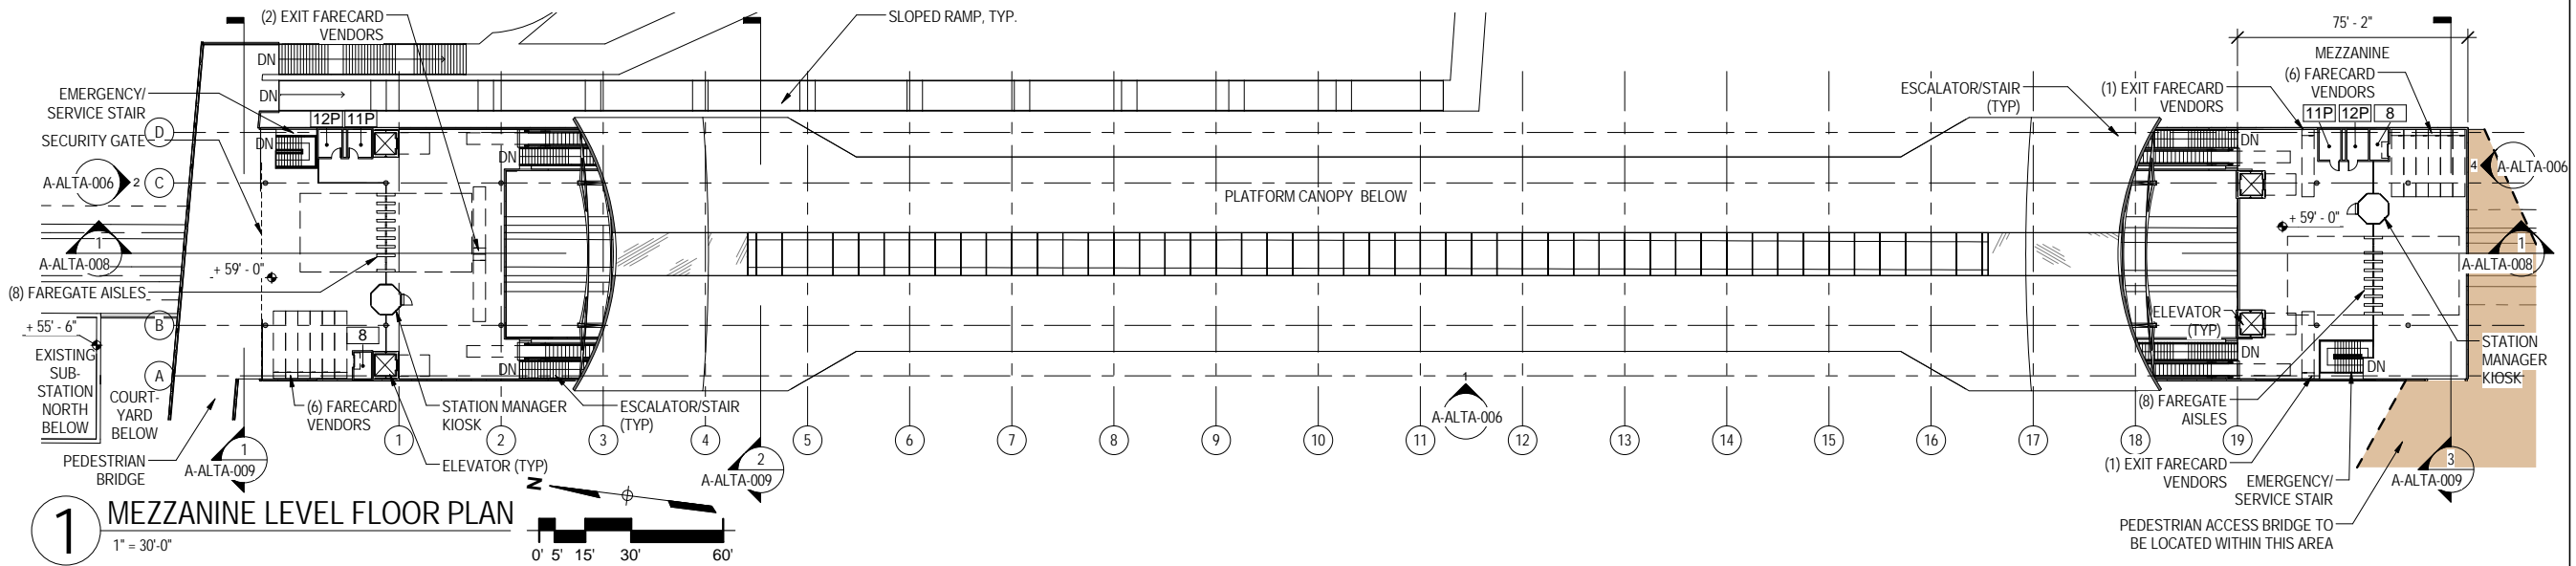 (2) EXIT FARECARD
VENDORS
SLOPED RAMP, TYP.
75' - 2"
MEZZANINE
(6) FARECARD
VENDORS
(1) EXIT FARECARD
VENDORS
ESCALATOR/STAIR
(TYP)
11P 12P 8
DN
DN
EMERGENCY/
SERVICE STAIR
SECURITY GATE
12P 11P
D
DN
DN
DN
A-ALTA-006
2
C
4
A-ALTA-006
PLATFORM CANOPY BELOW
1
A-ALTA-008
+ 59' - 0"
+ 59' - 0"
1
A-ALTA-008
(8) FAREGATE AISLES
+ 55' - 6"
B
8
ELEVATOR
(TYP)
EXISTING
SUB-
STATION
NORTH
BELOW
A
COURT-
YARD
BELOW
DN
DN
DN
STATION
MANAGER
KIOSK
(6) FARECARD
VENDORS
STATION MANAGER
KIOSK
ESCALATOR/STAIR
(TYP)
1
A-ALTA-006
(8) FAREGATE
AISLES
1 2 3 4 5 6 7 8 9 10 11 12 13 14 15 16 17 18 19
PEDESTRIAN
BRIDGE
1
A-ALTA-009
ELEVATOR (TYP)
2
A-ALTA-009
(1) EXIT FARECARD
VENDORS
EMERGENCY/
SERVICE STAIR
3
A-ALTA-009
PEDESTRIAN ACCESS BRIDGE TO
BE LOCATED WITHIN THIS AREA
1
MEZZANINE LEVEL FLOOR PLAN
1" = 30'-0"
N
0' 5' 15' 30' 60'